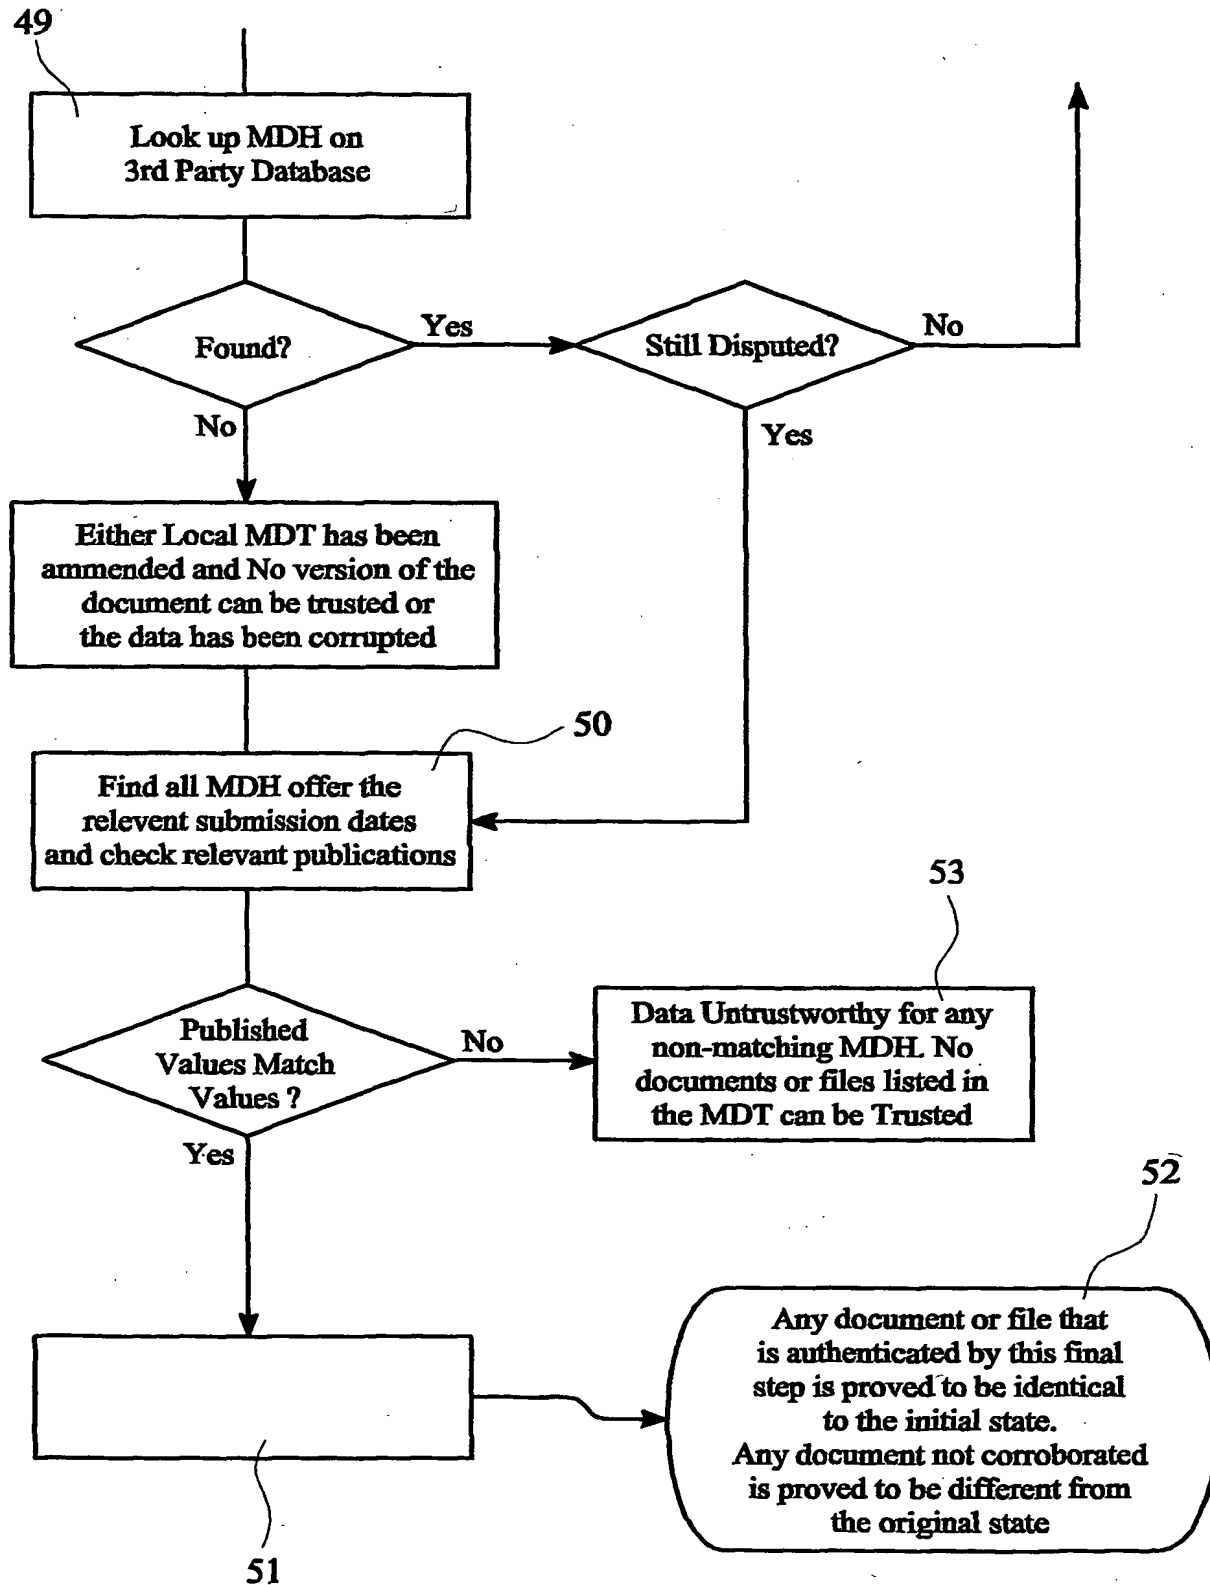 49
Look up MDH on
3rd Party Database
Found?
Yes
Still Disputed?
No
No
Yes
Either Local MDT has been
ammended and No version of the
document can be trusted or
the data has been corrupted
50
Find all MDH offer the
relevent submission dates
and check relevant publications
53
Published
Values Match
Values ?
No
Data Untrustworthy for any
non-matching MDH. No
documents or files listed in
the MDT can be Trusted
Yes
52
Any document or file that
is authenticated by this final
step is proved to be identical
to the initial state.
Any document not corroborated
is proved to be different from
the original state
51